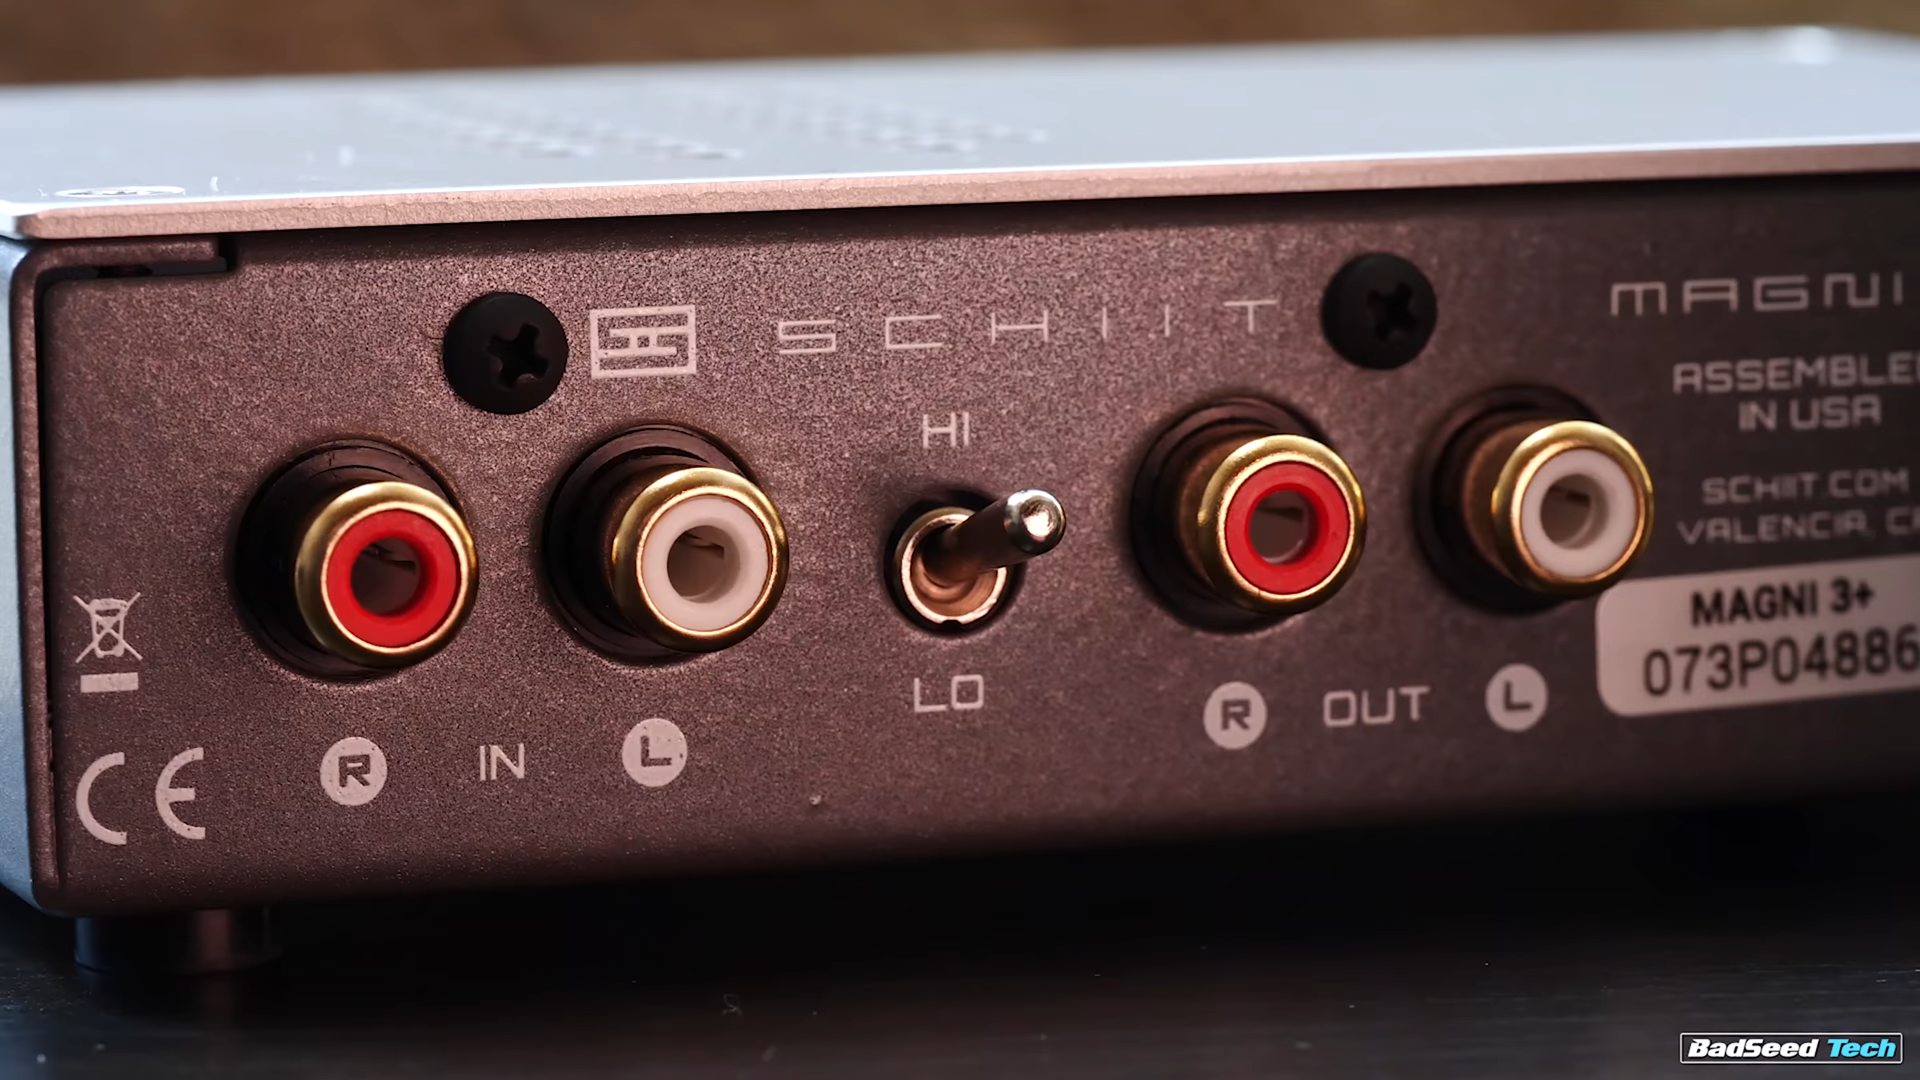 SCHIIT
MAGNI
ASSEMBLE
IN USA
SCHIIT.COM
VALENCIA, C
HI
LO
R IN L
R OUT L
MAGNI 3+
073P04886
CE
BadSeed Tech